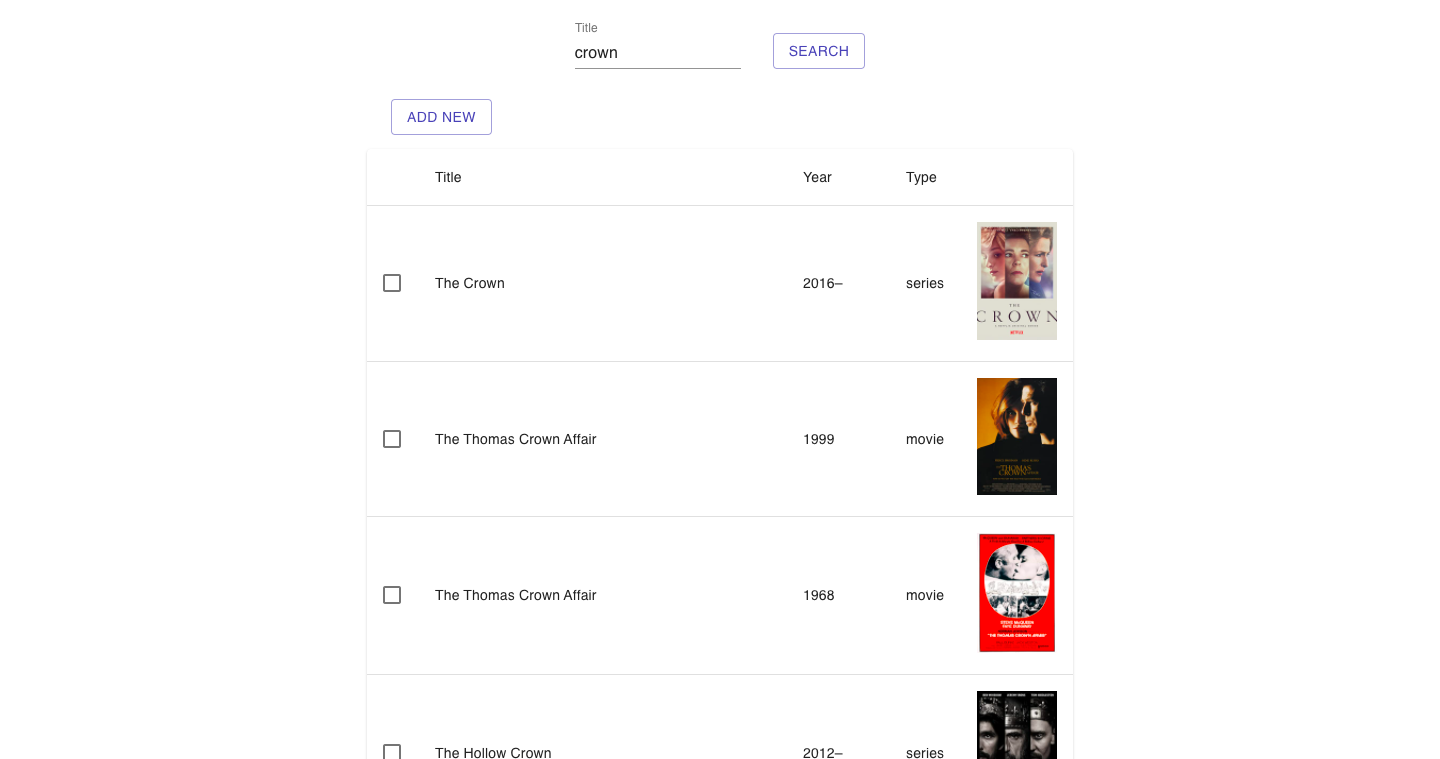 Title
crown
SEARCH
ADD NEW
Title Year Type
The Crown 2016– series
THE
CROWN
NETFLIX
The Thomas Crown Affair 1999 movie
THOMAS
CROWN
The Thomas Crown Affair 1968 movie
STEVE McQUEEN
FAYE DUNAWAY
"THE THOMAS CROWN AFFAIR"
The Hollow Crown 2012– series